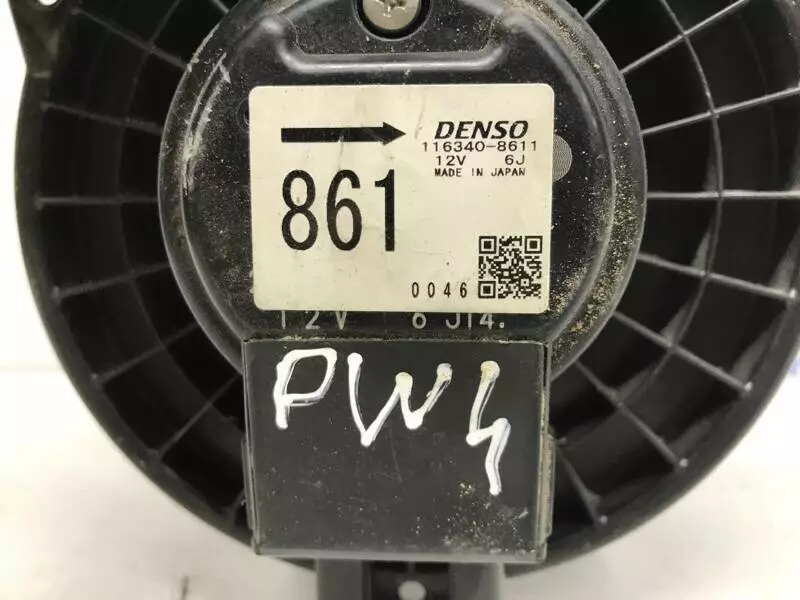 DENSO
116340-8611
12V 6J
MADE IN JAPAN
861
0046
12V 6J14.
PW4